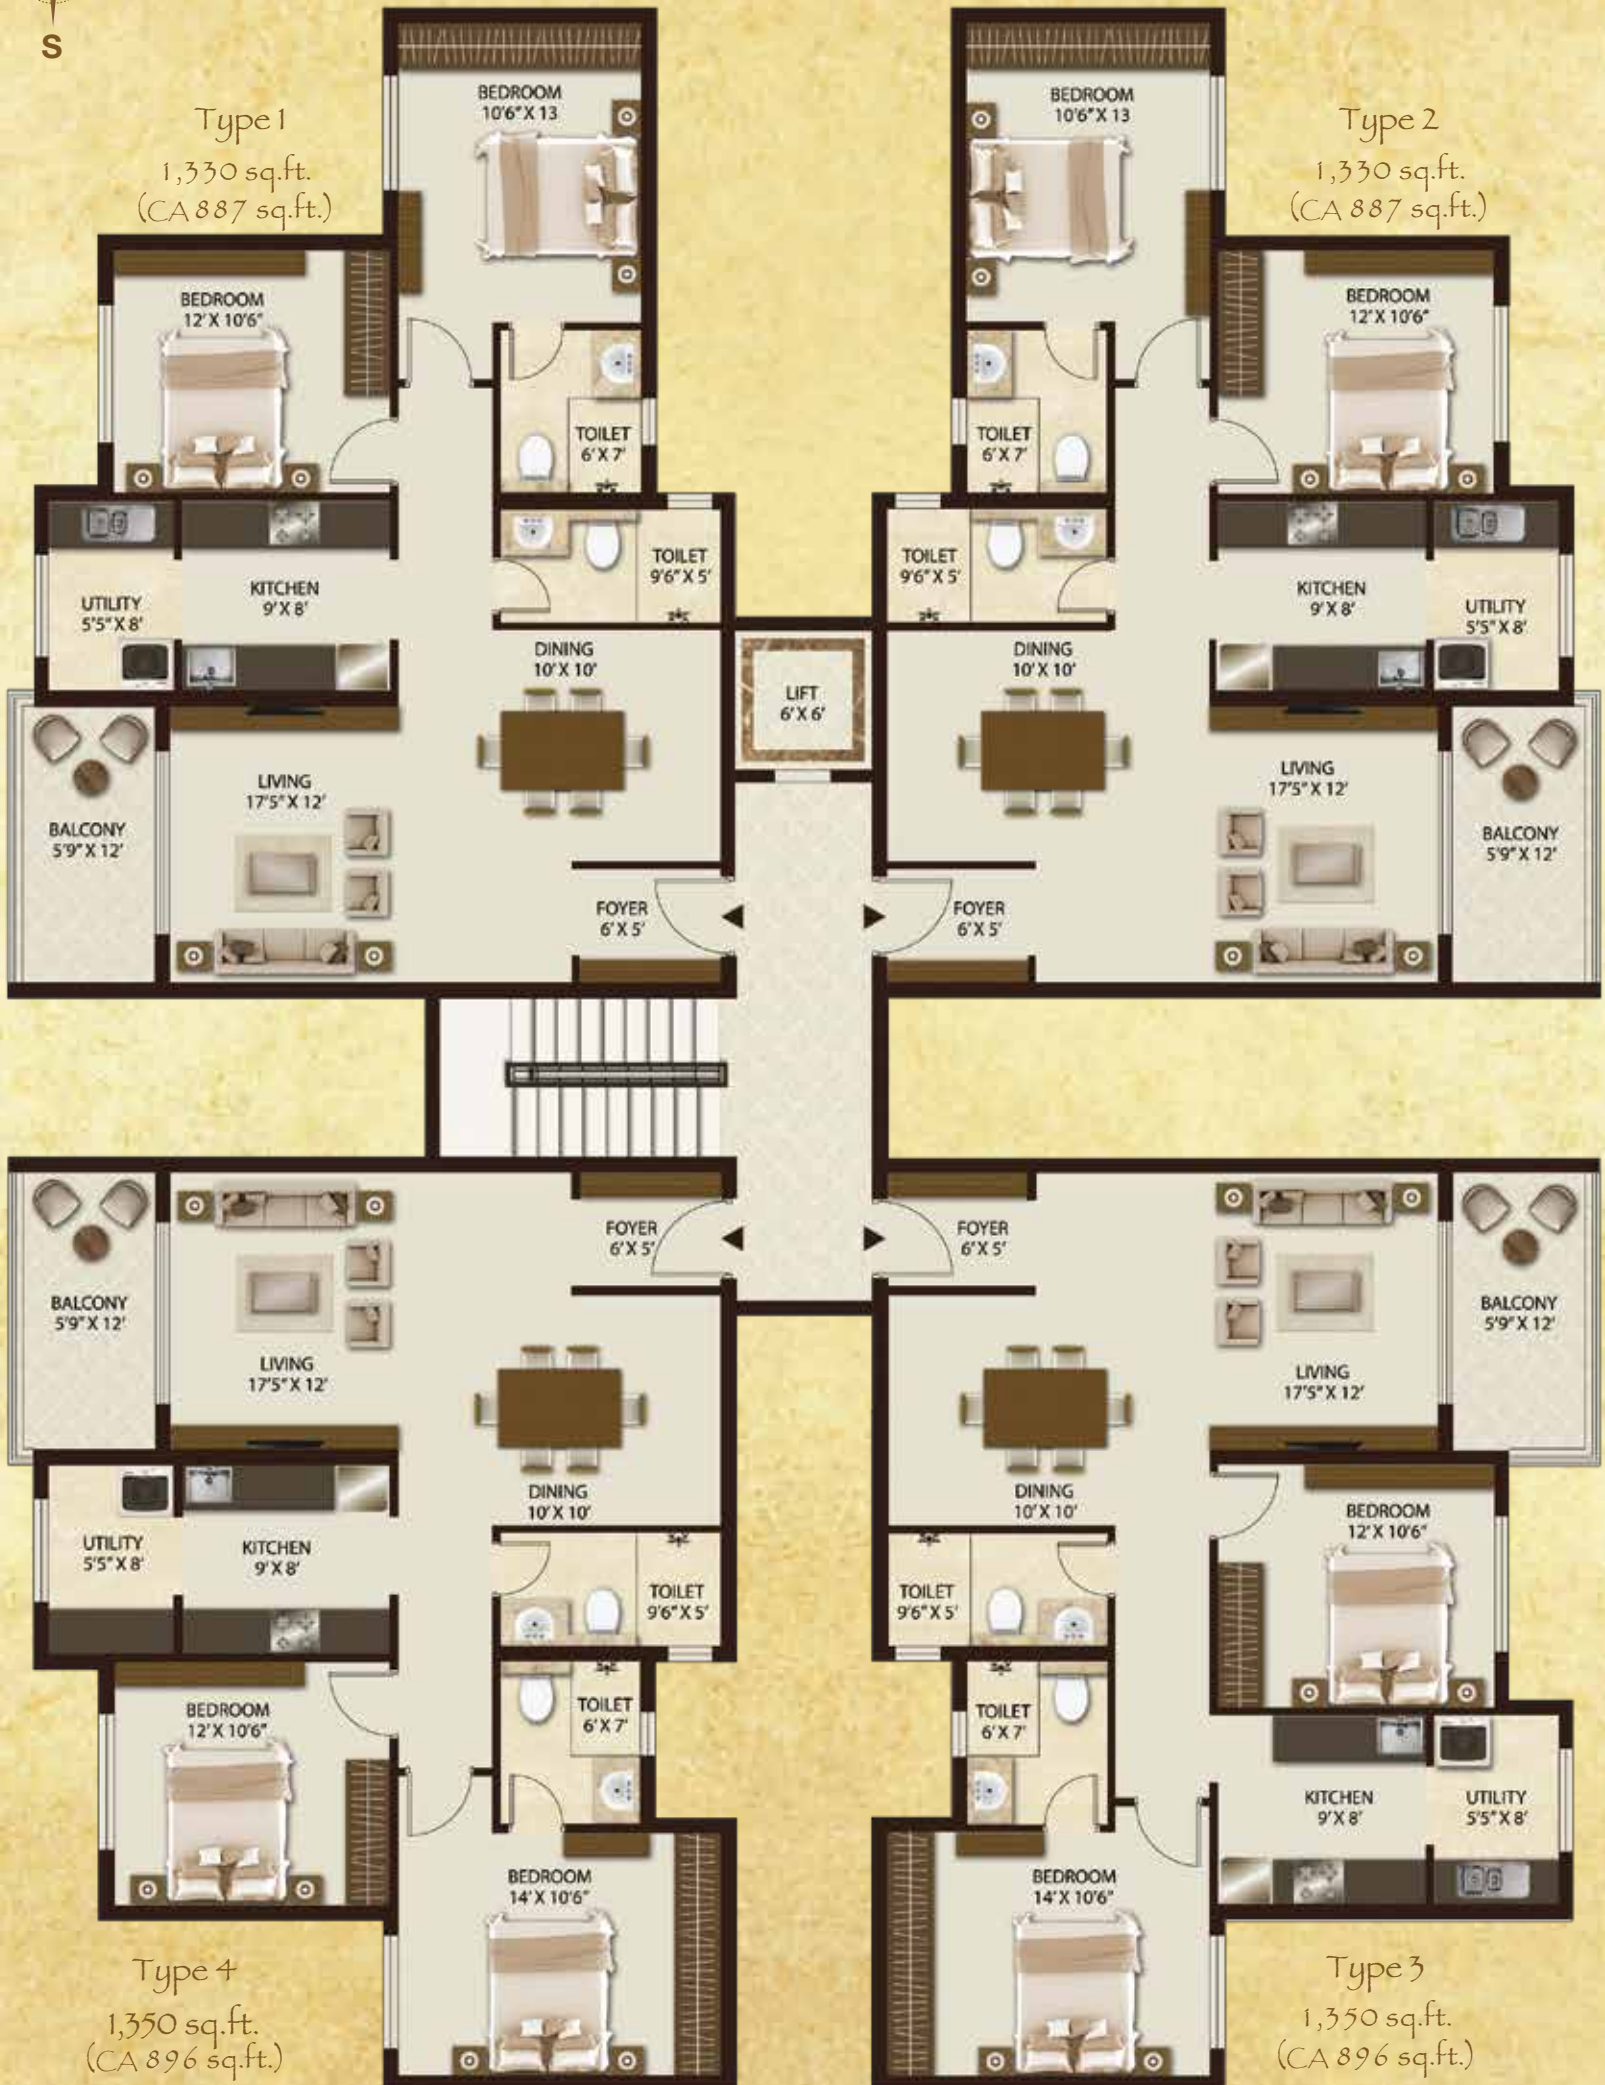 S
Type 1
1,330 sq.ft.
(CA 887 sq.ft.)
BEDROOM
10'6" X 13
BEDROOM
12' X 10'6"
TOILET
6' X 7'
TOILET
9'6" X 5'
KITCHEN
9' X 8'
UTILITY
5'5" X 8'
DINING
10' X 10'
LIVING
17'5" X 12'
BALCONY
5'9" X 12'
FOYER
6' X 5'
LIFT
6' X 6'
Type 2
1,330 sq.ft.
(CA 887 sq.ft.)
BEDROOM
10'6" X 13
BEDROOM
12' X 10'6"
TOILET
6' X 7'
TOILET
9'6" X 5'
KITCHEN
9' X 8'
UTILITY
5'5" X 8'
DINING
10' X 10'
LIVING
17'5" X 12'
BALCONY
5'9" X 12'
FOYER
6' X 5'
FOYER
6' X 5'
BALCONY
5'9" X 12'
LIVING
17'5" X 12'
DINING
10' X 10'
UTILITY
5'5" X 8'
KITCHEN
9' X 8'
TOILET
9'6" X 5'
BEDROOM
12' X 10'6"
TOILET
6' X 7'
BEDROOM
14' X 10'6"
Type 4
1,350 sq.ft.
(CA 896 sq.ft.)
FOYER
6' X 5'
BALCONY
5'9" X 12'
LIVING
17'5" X 12'
DINING
10' X 10'
BEDROOM
12' X 10'6"
TOILET
9'6" X 5'
TOILET
6' X 7'
KITCHEN
9' X 8'
UTILITY
5'5" X 8'
BEDROOM
14' X 10'6"
Type 3
1,350 sq.ft.
(CA 896 sq.ft.)